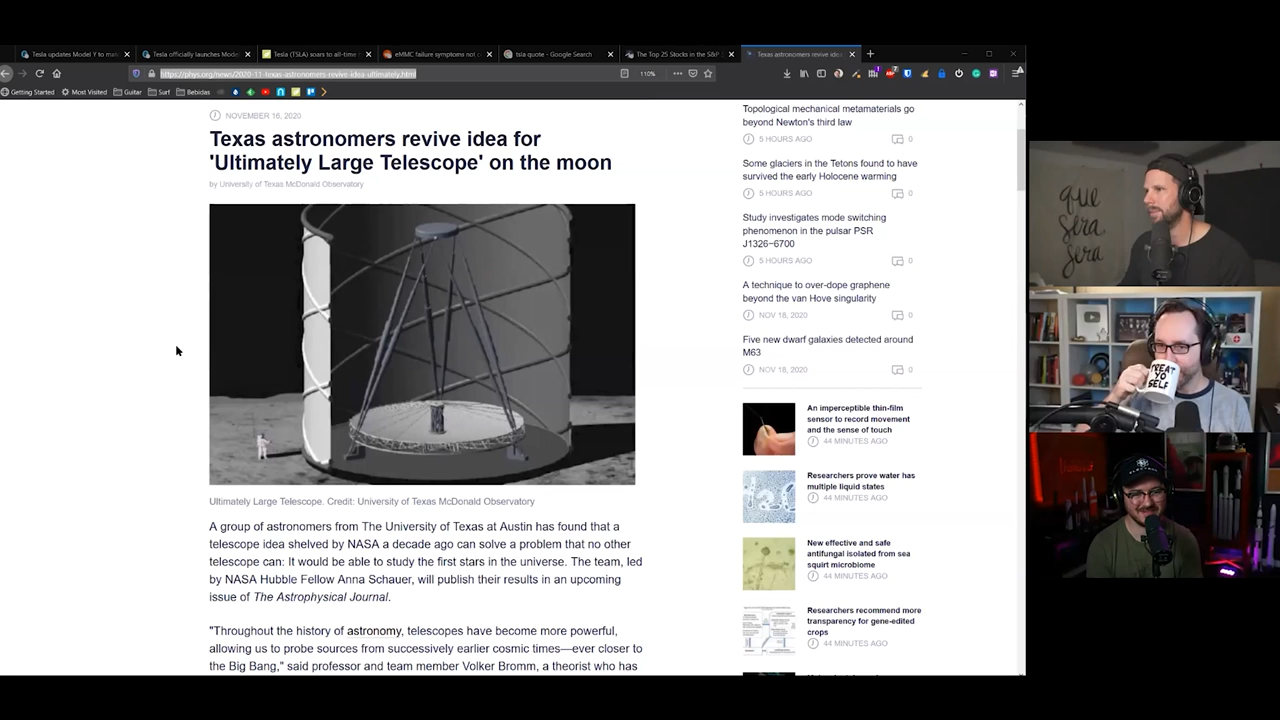 Tesla updates Model Y to ma
Tesla officially launches Model
Tesla (TSLA) soars to all-time
eMMC failure symptoms not c
tsla quote - Google Search
The Top 25 Stocks in the S&P
Texas astronomers revive idea
https://phys.org/news/2020-11-texas-astronomers-revive-idea-ultimately.html
110%
Getting Started
Most Visited
Guitar
Surf
Bebidas
NOVEMBER 16, 2020
Texas astronomers revive idea for
'Ultimately Large Telescope' on the moon
by University of Texas McDonald Observatory
Ultimately Large Telescope. Credit: University of Texas McDonald Observatory
A group of astronomers from The University of Texas at Austin has found that a
telescope idea shelved by NASA a decade ago can solve a problem that no other
telescope can: It would be able to study the first stars in the universe. The team, led
by NASA Hubble Fellow Anna Schauer, will publish their results in an upcoming
issue of The Astrophysical Journal.
"Throughout the history of astronomy, telescopes have become more powerful,
allowing us to probe sources from successively earlier cosmic times—ever closer to
the Big Bang," said professor and team member Volker Bromm, a theorist who has
Topological mechanical metamaterials go
beyond Newton's third law
5 HOURS AGO 0
Some glaciers in the Tetons found to have
survived the early Holocene warming
5 HOURS AGO 0
Study investigates mode switching
phenomenon in the pulsar PSR
J1326−6700
5 HOURS AGO 0
A technique to over-dope graphene
beyond the van Hove singularity
NOV 18, 2020 0
Five new dwarf galaxies detected around
M63
NOV 18, 2020 0
An imperceptible thin-film
sensor to record movement
and the sense of touch
44 MINUTES AGO
Researchers prove water has
multiple liquid states
44 MINUTES AGO
New effective and safe
antifungal isolated from sea
squirt microbiome
44 MINUTES AGO
Researchers recommend more
transparency for gene-edited
crops
44 MINUTES AGO
que
sera
sera
TREAT
YO
SELF